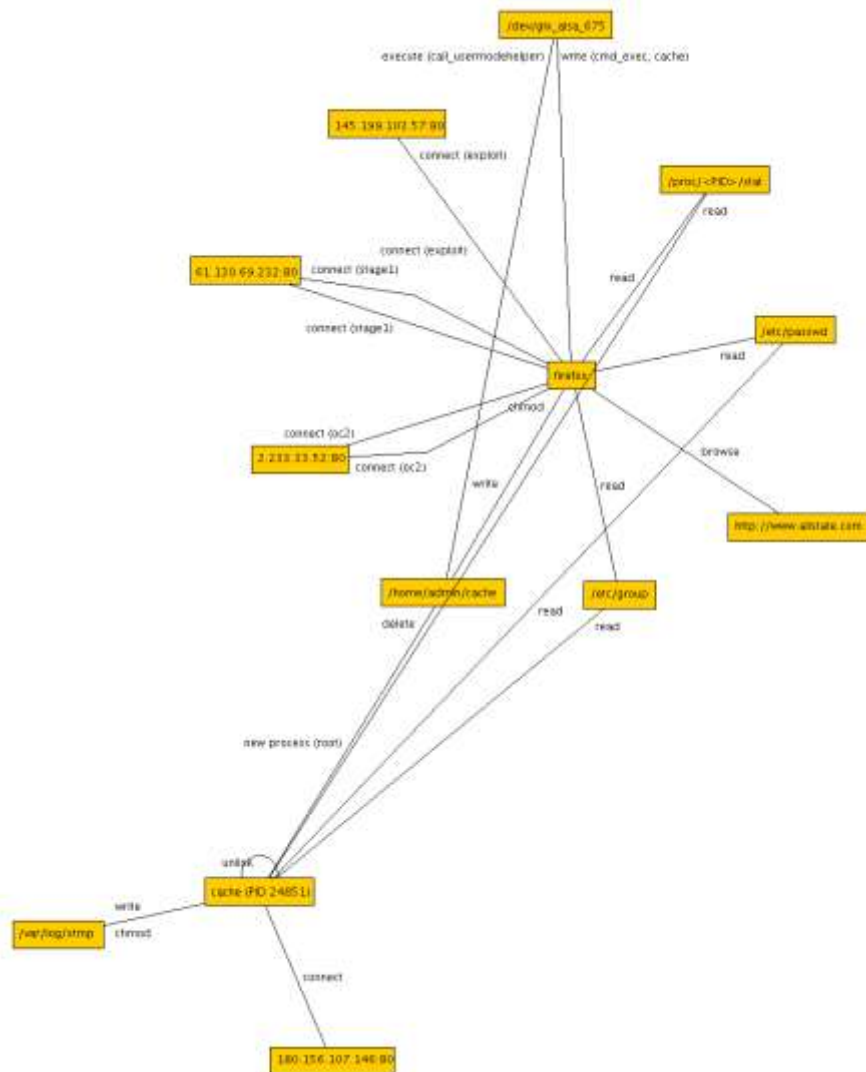 /dev/glx_alsa_675
execute (call_usermodehelper)
write (cmd_exec, cache)
145.199.103.57:80
connect (exploit)
/proc/<PID>/stat
read
connect (exploit)
61.130.69.232:80
connect (stage1)
read
connect (stage1)
/etc/passwd
read
firefox
chmod
connect (oc2)
2.233.33.52:80
connect (oc2)
browse
write
read
http://www.allstate.com
/home/admin/cache
/etc/group
read
delete
read
new process (root)
unlink
cache (PID 24851)
write
/var/log/xtmp
chmod
connect
180.156.107.146:80